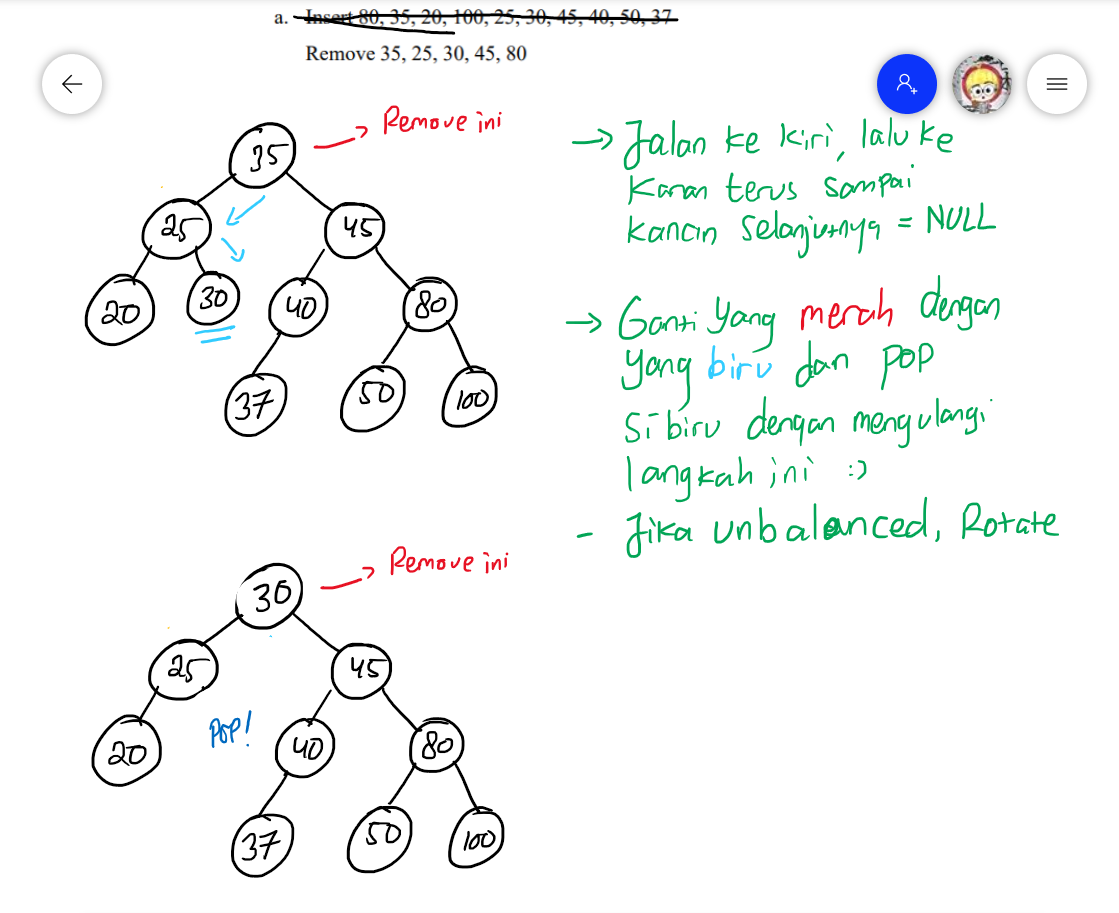 a. Insert 80, 35, 20, 100, 25, 30, 45, 40, 50, 37
Remove 35, 25, 30, 45, 80
35
Remove ini
25
45
20
30
40
80
37
50
100
→ Jalan ke kiri, lalu ke
Kanan terus sampai
kanan selanjutnya = NULL
→ Ganti yang merah dengan
yang biru dan pop
si biru dengan mengulangi
langkah ini :)
- Jika unbalanced, Rotate
30
Remove ini
25
45
20
POP!
40
80
37
50
100